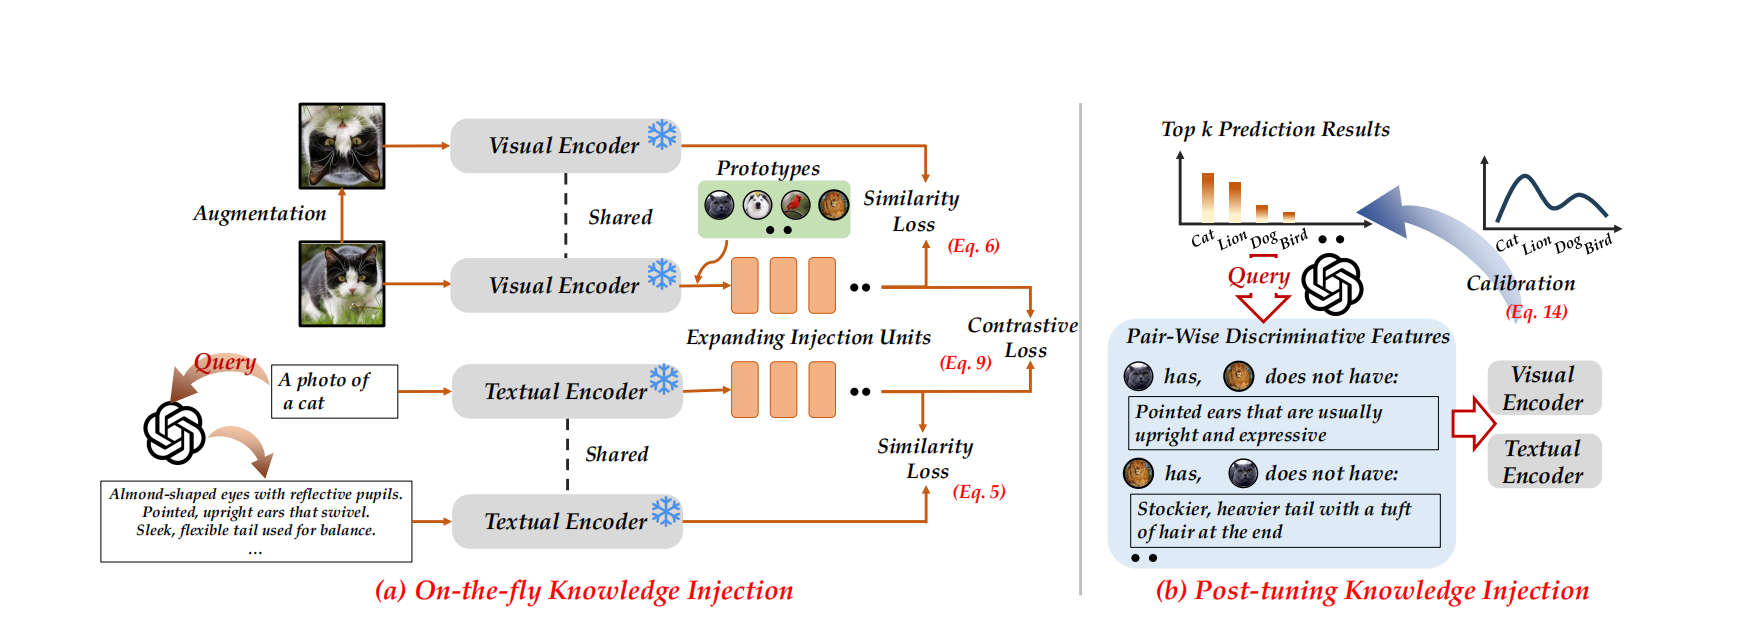 Augmentation
Visual Encoder
Shared
Visual Encoder
Prototypes
Similarity
Loss
(Eq. 6)
Expanding Injection Units
Contrastive
Loss
(Eq. 9)
Query
A photo of
a cat
Textual Encoder
Shared
Textual Encoder
Similarity
Loss
(Eq. 5)
Almond-shaped eyes with reflective pupils.
Pointed, upright ears that swivel.
Sleek, flexible tail used for balance.
...
(a) On-the-fly Knowledge Injection
Top k Prediction Results
Cat Lion Dog Bird
Cat Lion Dog Bird
Query
Calibration
(Eq. 14)
Pair-Wise Discriminative Features
has, does not have:
Pointed ears that are usually
upright and expressive
has, does not have:
Stockier, heavier tail with a tuft
of hair at the end
Visual
Encoder
Textual
Encoder
(b) Post-tuning Knowledge Injection